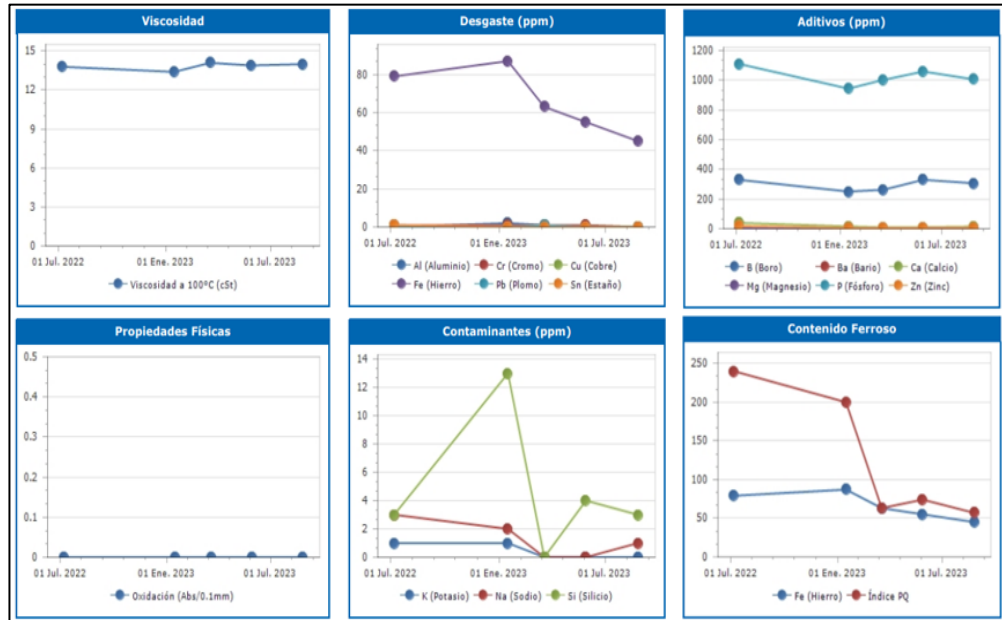 Viscosidad
15
12
9
6
3
0
01 Jul. 2022
01 Ene. 2023
01 Jul. 2023
Viscosidad a 100ºC (cSt)
Desgaste (ppm)
80
60
40
20
0
01 Jul. 2022
01 Ene. 2023
01 Jul. 2023
Al (Aluminio)
Cr (Cromo)
Cu (Cobre)
Fe (Hierro)
Pb (Plomo)
Sn (Estaño)
Aditivos (ppm)
1200
1000
800
600
400
200
0
01 Jul. 2022
01 Ene. 2023
01 Jul. 2023
B (Boro)
Ba (Bario)
Ca (Calcio)
Mg (Magnesio)
P (Fósforo)
Zn (Zinc)
Propiedades Físicas
0.5
0.4
0.3
0.2
0.1
0
01 Jul. 2022
01 Ene. 2023
01 Jul. 2023
Oxidación (Abs/0.1mm)
Contaminantes (ppm)
14
12
10
8
6
4
2
0
01 Jul. 2022
01 Ene. 2023
01 Jul. 2023
K (Potasio)
Na (Sodio)
Si (Silicio)
Contenido Ferroso
250
200
150
100
50
0
01 Jul. 2022
01 Ene. 2023
01 Jul. 2023
Fe (Hierro)
Índice PQ